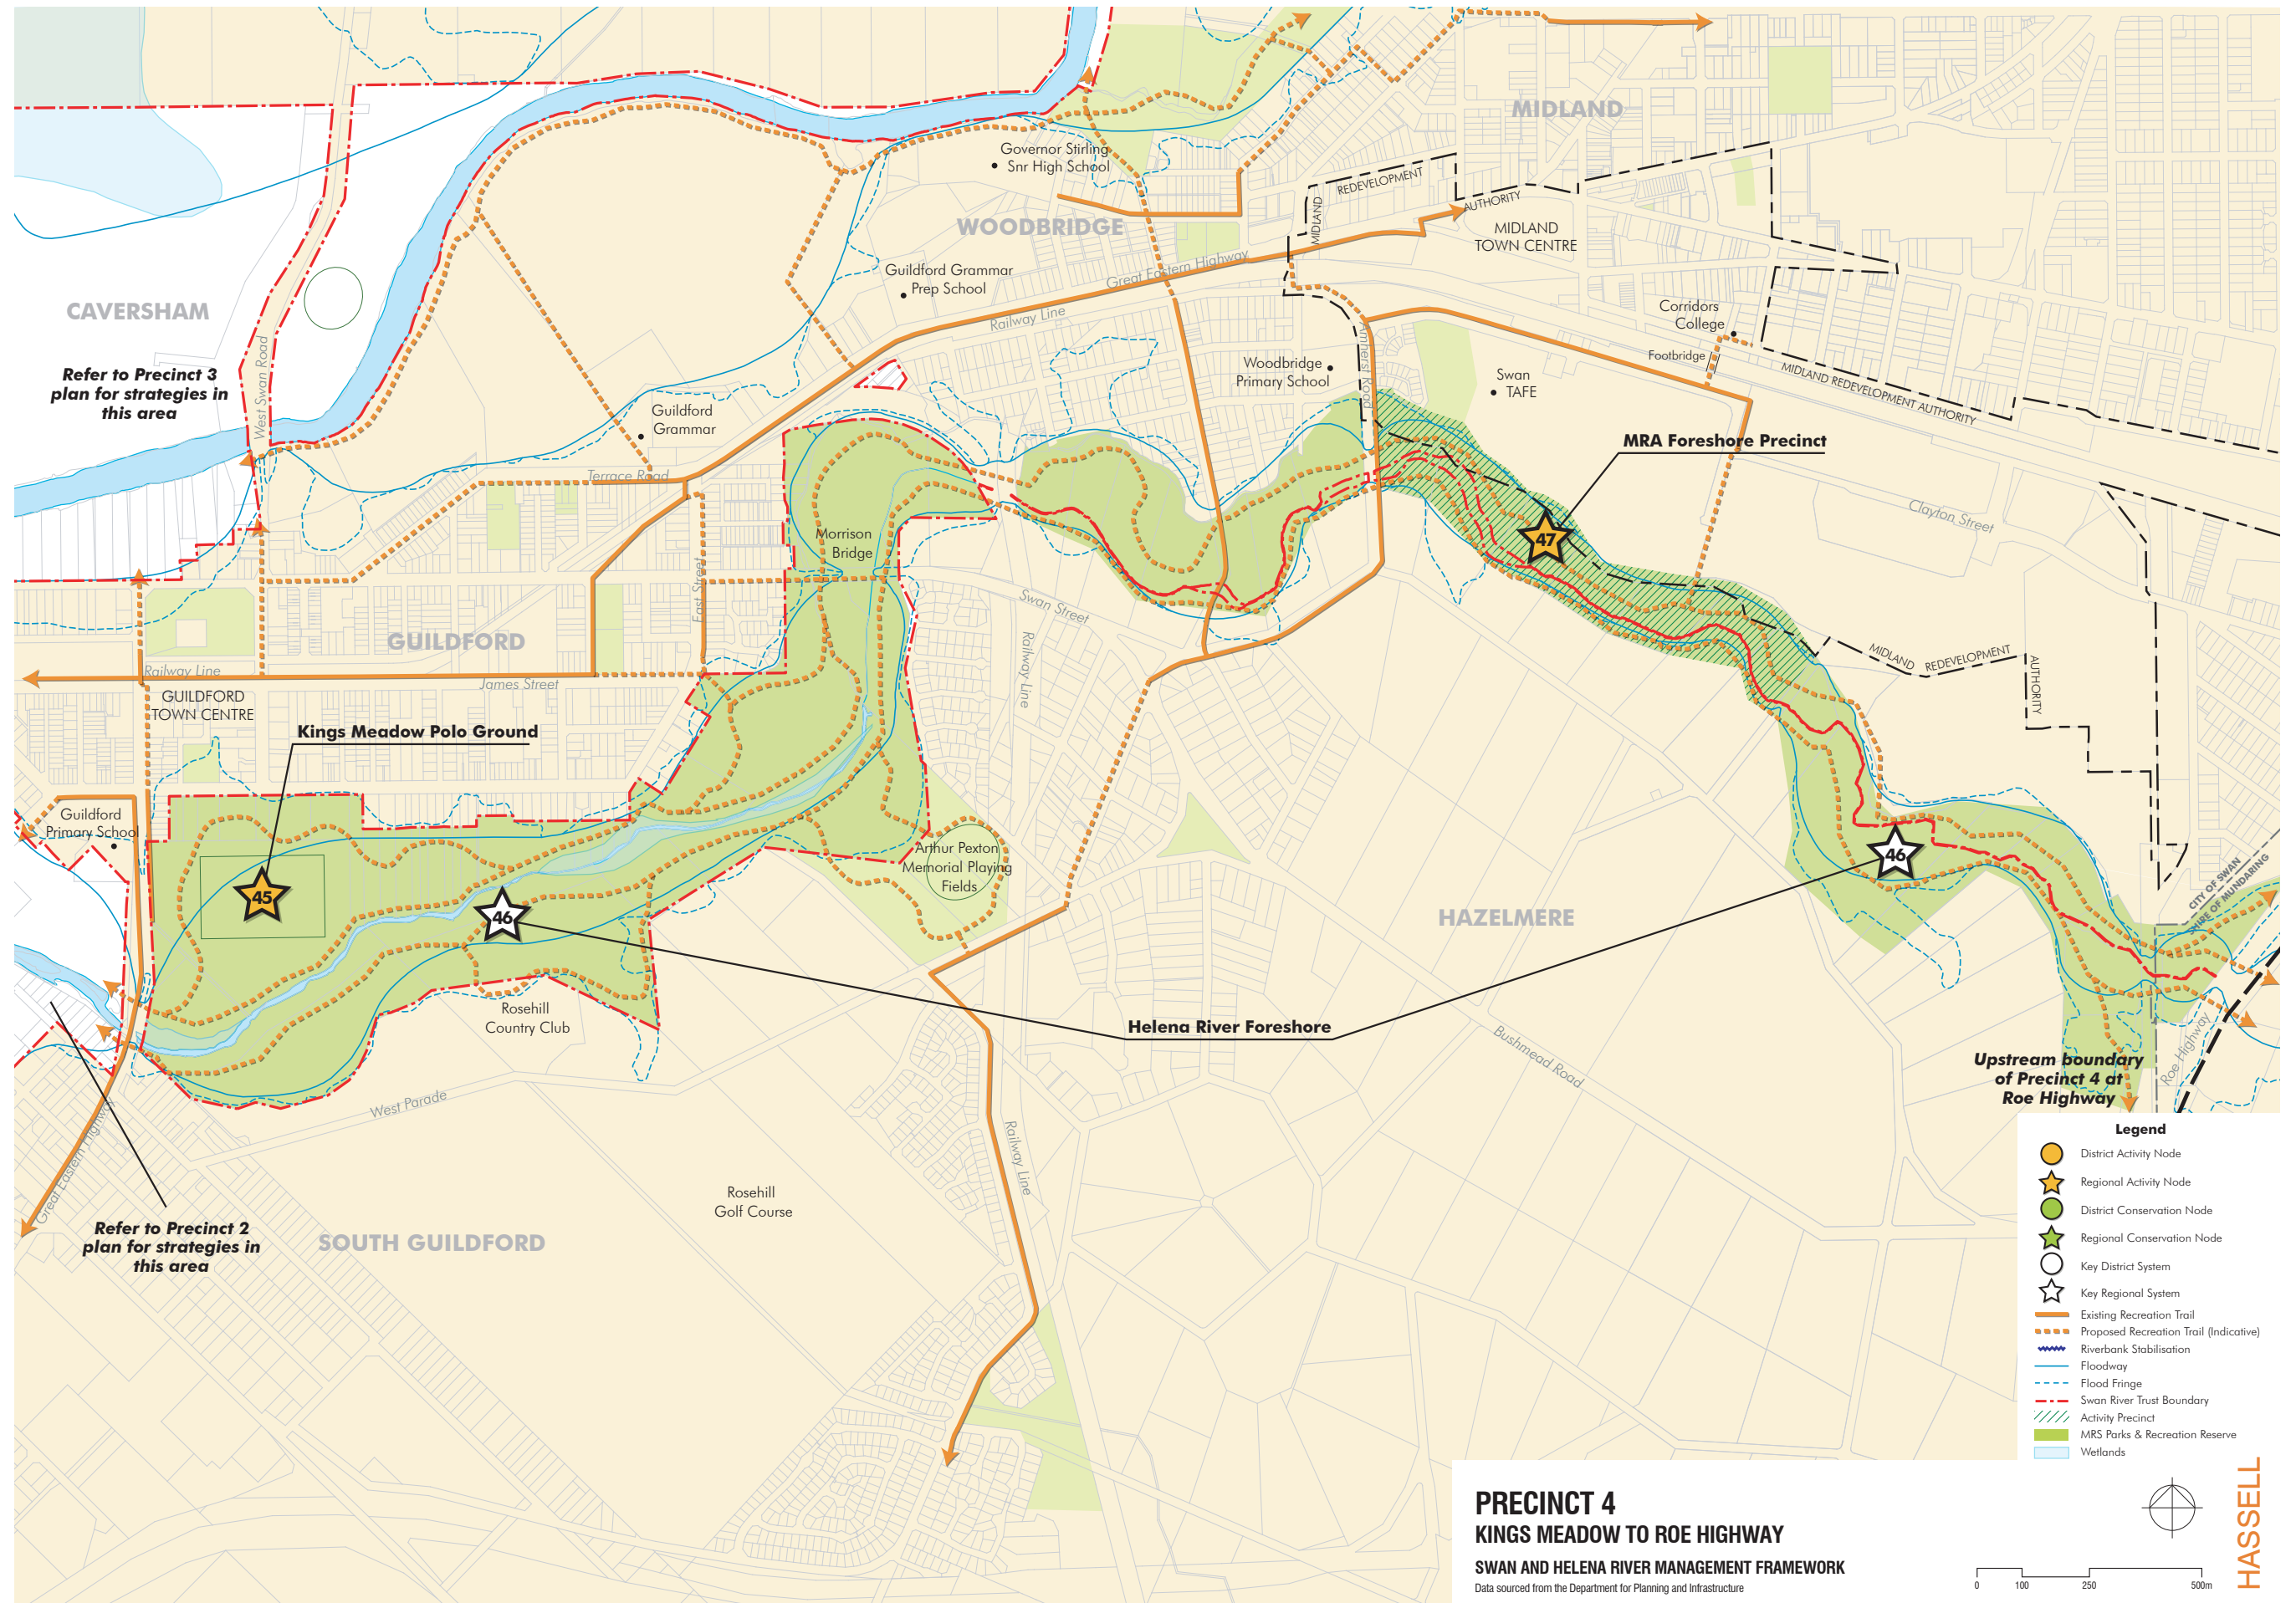 MIDLAND
Governor Stirling
Snr High School
REDEVELOPMENT
MIDLAND
AUTHORITY
WOODBRIDGE
MIDLAND
TOWN CENTRE
Great Eastern Highway
Guildford Grammar
Prep School
CAVERSHAM
Railway Line
Corridors
College
Footbridge
Amherst Road
West Swan Road
Woodbridge
Primary School
Swan
TAFE
MIDLAND REDEVELOPMENT AUTHORITY
Refer to Precinct 3
plan for strategies in
this area
Guildford
Grammar
MRA Foreshore Precinct
Terrace Road
Clayton Street
Morrison
Bridge
47
East Street
Swan Street
GUILDFORD
Railway Line
Railway Line
James Street
MIDLAND
REDEVELOPMENT
AUTHORITY
GUILDFORD
TOWN CENTRE
Kings Meadow Polo Ground
Guildford
Primary School
Arthur Pexton
Memorial Playing
Fields
46
45
46
CITY OF SWAN
SHIRE OF MUNDARING
HAZELMERE
Rosehill
Country Club
Helena River Foreshore
Bushmead Road
Roe Highway
Upstream boundary
of Precinct 4 at
Roe Highway
West Parade
Great Eastern Highway
Railway Line
Rosehill
Golf Course
Refer to Precinct 2
plan for strategies in
this area
SOUTH GUILDFORD
Legend
District Activity Node
Regional Activity Node
District Conservation Node
Regional Conservation Node
Key District System
Key Regional System
Existing Recreation Trail
Proposed Recreation Trail (Indicative)
Riverbank Stabilisation
Floodway
Flood Fringe
Swan River Trust Boundary
Activity Precinct
MRS Parks & Recreation Reserve
Wetlands
PRECINCT 4
KINGS MEADOW TO ROE HIGHWAY
SWAN AND HELENA RIVER MANAGEMENT FRAMEWORK
Data sourced from the Department for Planning and Infrastructure
0 100 250 500m
HASSELL